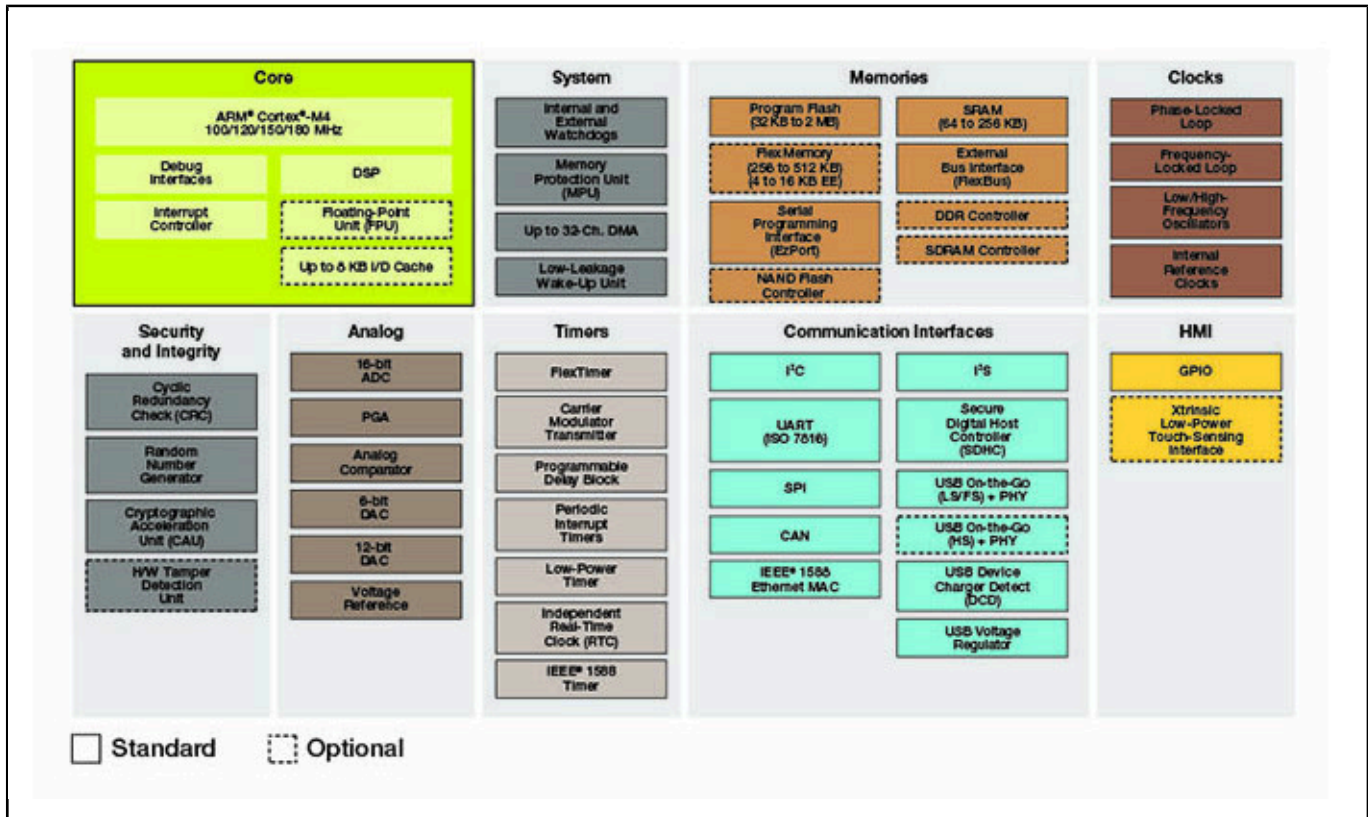 Core
ARM® Cortex®-M4
100/120/150/180 MHz
Debug
Interfaces
DSP
Interrupt
Controller
Floating-Point
Unit (FPU)
Up to 8 KB I/D Cache
System
Internal and
External
Watchdogs
Memory
Protection Unit
(MPU)
Up to 32-Ch. DMA
Low-Leakage
Wake-Up Unit
Memories
Program Flash
(32 KB to 2 MB)
SRAM
(64 to 256 KB)
FlexMemory
(256 to 512 KB)
(4 to 16 KB EE)
External
Bus Interface
(FlexBus)
Serial
Programming
Interface
(EzPort)
DDR Controller
SDRAM Controller
NAND Flash
Controller
Clocks
Phase-Locked
Loop
Frequency-
Locked Loop
Low/High-
Frequency
Oscillators
Internal
Reference
Clocks
Security
and Integrity
Cyclic
Redundancy
Check (CRC)
Random
Number
Generator
Cryptographic
Acceleration
Unit (CAU)
H/W Tamper
Detection
Unit
Analog
16-bit
ADC
PGA
Analog
Comparator
6-bit
DAC
12-bit
DAC
Voltage
Reference
Timers
FlexTimer
Carrier
Modulator
Transmitter
Programmable
Delay Block
Periodic
Interrupt
Timers
Low-Power
Timer
Independent
Real-Time
Clock (RTC)
IEEE® 1588
Timer
Communication Interfaces
I²C
I²S
UART
(ISO 7816)
Secure
Digital Host
Controller
(SDHC)
SPI
USB On-the-Go
(LS/FS) + PHY
CAN
USB On-the-Go
(HS) + PHY
IEEE® 1588
Ethernet MAC
USB Device
Charger Detect
(DCD)
USB Voltage
Regulator
HMI
GPIO
Xtrinsic
Low-Power
Touch-Sensing
Interface
Standard
Optional